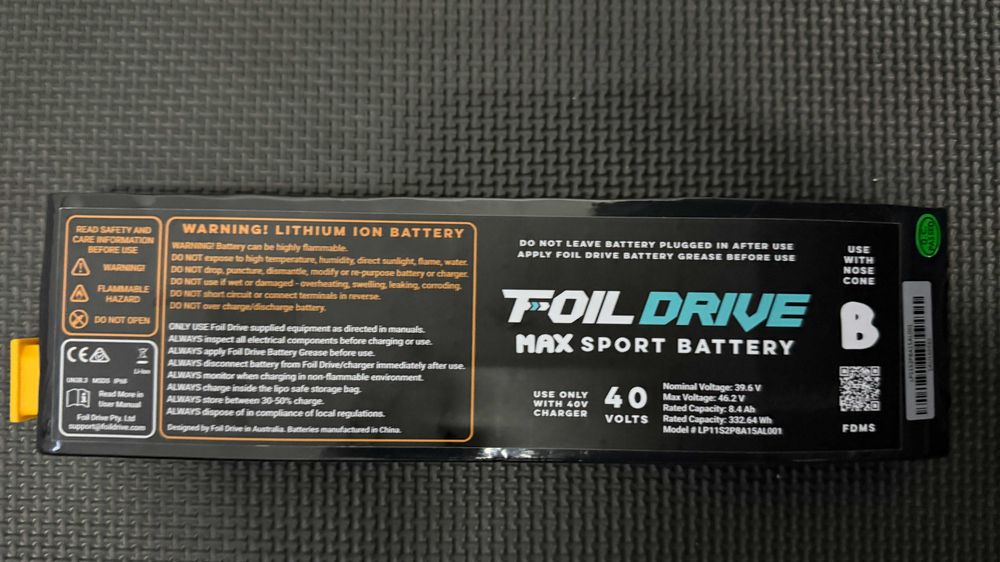 READ SAFETY AND
CARE INFORMATION
BEFORE USE
WARNING!
FLAMMABLE
HAZARD
DO NOT OPEN
CE
Li-ion
UN38.3 MSDS IP68
Read More in
User Manual
Foil Drive Pty. Ltd
support@foildrive.com
WARNING! LITHIUM ION BATTERY
WARNING! Battery can be highly flammable.
DO NOT expose to high temperature, humidity, direct sunlight, flame, water.
DO NOT drop, puncture, dismantle, modify or re-purpose battery or charger.
DO NOT use if wet or damaged - overheating, swelling, leaking, corroding.
DO NOT short circuit or connect terminals in reverse.
DO NOT over charge/discharge battery.
ONLY USE Foil Drive supplied equipment as directed in manuals.
ALWAYS inspect all electrical components before charging or use.
ALWAYS apply Foil Drive Battery Grease before use.
ALWAYS disconnect battery from Foil Drive/charger immediately after use.
ALWAYS monitor when charging in non-flammable environment.
ALWAYS charge inside the lipo safe storage bag.
ALWAYS store between 30-50% charge.
ALWAYS dispose of in compliance of local regulations.
Designed by Foil Drive in Australia. Batteries manufactured in China.
DO NOT LEAVE BATTERY PLUGGED IN AFTER USE
APPLY FOIL DRIVE BATTERY GREASE BEFORE USE
FOIL DRIVE
MAX SPORT BATTERY
USE ONLY
WITH 40V
CHARGER
40
VOLTS
Nominal Voltage: 39.6 V
Max Voltage: 46.2 V
Rated Capacity: 8.4 Ah
Rated Capacity: 332.64 Wh
Model # LP11S2P8A15AL001
USE
WITH
NOSE
CONE
B
FDMS